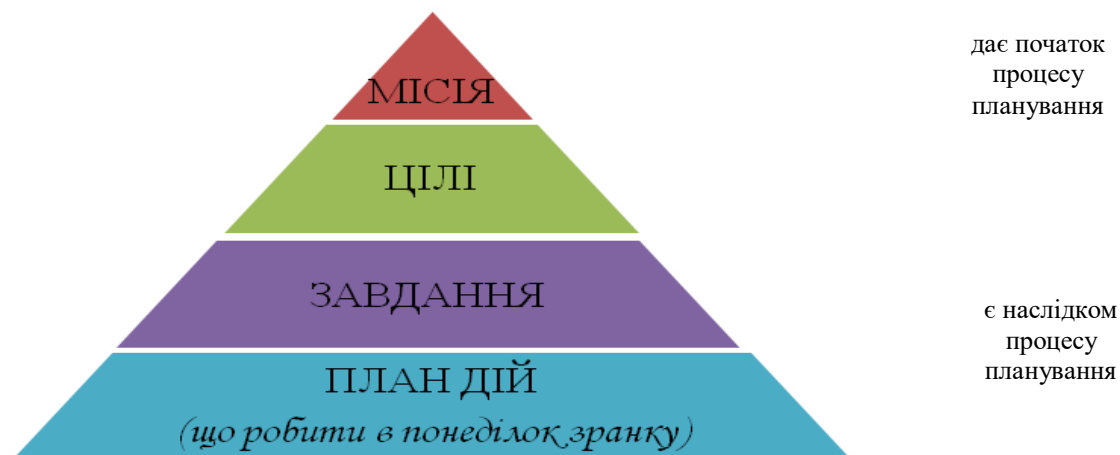 МІСІЯ
ЦІЛІ
ЗАВДАННЯ
ПЛАН ДІЙ
(що робити в понеділок зранку)
дає початок
процесу
планування
є наслідком
процесу
планування